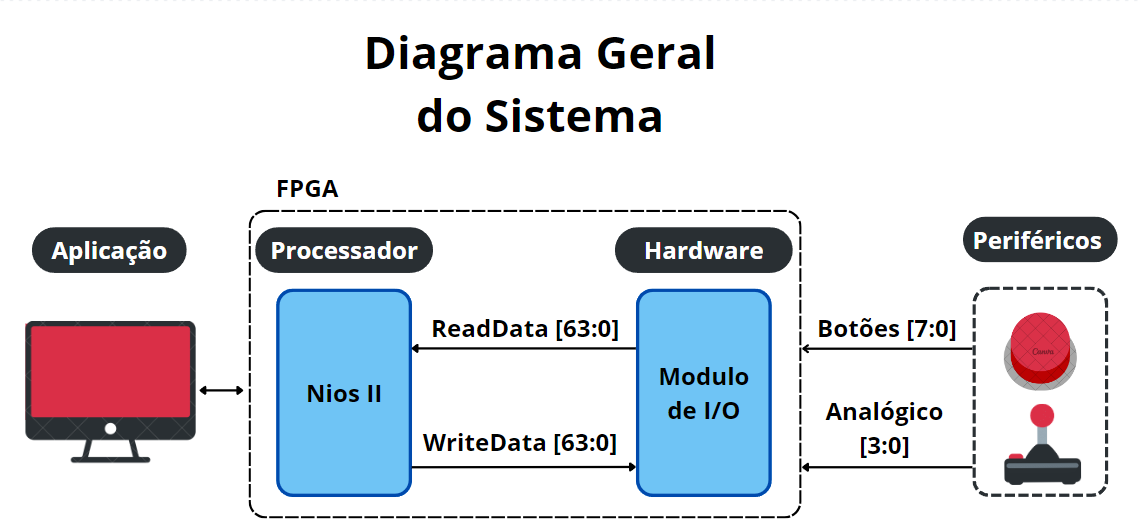 Diagrama Geral
do Sistema
FPGA
Aplicação
Processador
Hardware
Periféricos
ReadData [63:0]
Botões [7:0]
Canva
Nios II
Modulo
de I/O
Analógico
[3:0]
WriteData [63:0]